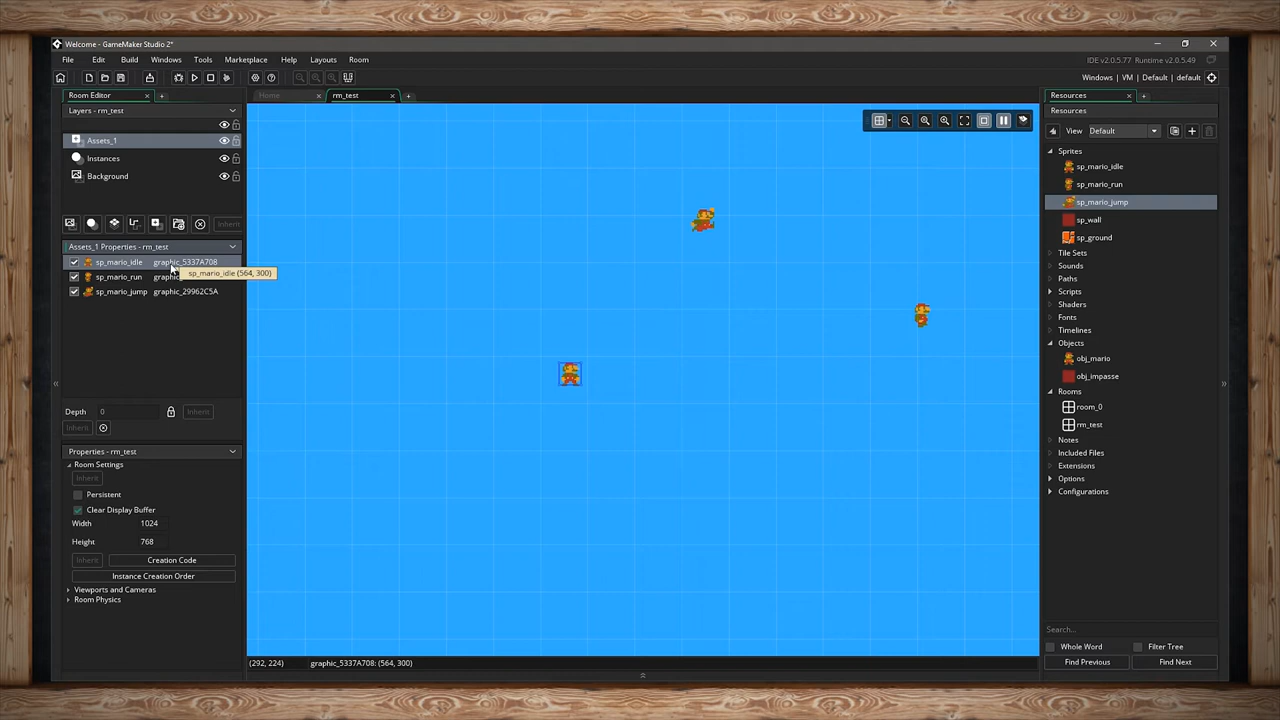 Welcome - GameMaker Studio 2*
File Edit Build Windows Tools Marketplace Help Layouts Room
IDE v2.0.5.77 Runtime v2.0.5.49
Windows | VM | Default | default
Room Editor
Home
rm_test
Resources
Layers - rm_test
Assets_1
Instances
Background
Inherit
Assets_1 Properties - rm_test
sp_mario_idle graphic_5337A708
sp_mario_idle (564, 300)
sp_mario_run
sp_mario_jump graphic_29962C5A
Depth 0 Inherit
Inherit
Properties - rm_test
Room Settings
Inherit
Persistent
Clear Display Buffer
Width 1024
Height 768
Inherit Creation Code
Instance Creation Order
Viewports and Cameras
Room Physics
(292, 224) graphic_5337A708: (564, 300)
Resources
View Default
Sprites
sp_mario_idle
sp_mario_run
sp_mario_jump
sp_wall
sp_ground
Tile Sets
Sounds
Paths
Scripts
Shaders
Fonts
Timelines
Objects
obj_mario
obj_impasse
Rooms
room_0
rm_test
Notes
Included Files
Extensions
Options
Configurations
Search...
Whole Word Filter Tree
Find Previous Find Next